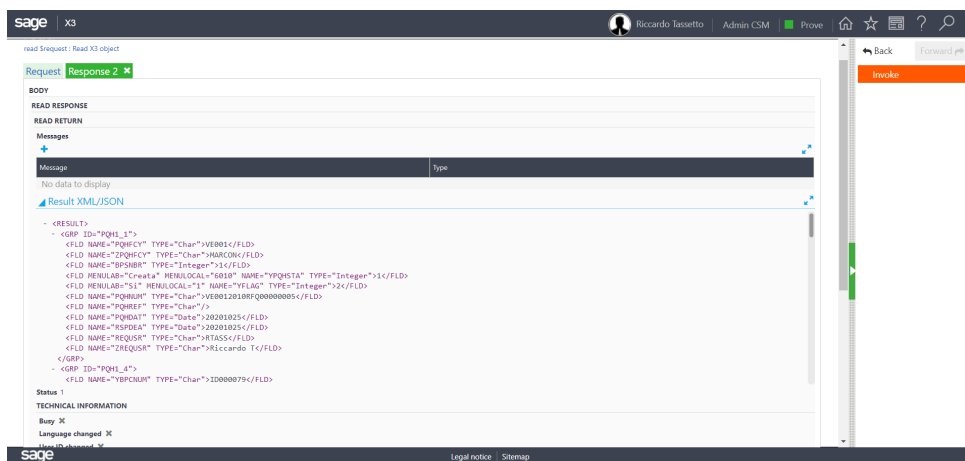 sage X3 Riccardo Tassetto Admin CSM Prove
read $request : Read X3 object
Back Forward
Request Response 2
Invoke
BODY
READ RESPONSE
READ RETURN
Messages
Message Type
No data to display
Result XML/JSON
- <RESULT>
- <GRP ID="PQH1_1">
<FLD NAME="PQHFCY" TYPE="Char">VE001</FLD>
<FLD NAME="ZPQHFCY" TYPE="Char">MARCON</FLD>
<FLD NAME="BPSNBR" TYPE="Integer">1</FLD>
<FLD MENULAB="Creata" MENULOCAL="6010" NAME="YPQHSTA" TYPE="Integer">1</FLD>
<FLD MENULAB="Si" MENULOCAL="1" NAME="YFLAG" TYPE="Integer">2</FLD>
<FLD NAME="PQHNUM" TYPE="Char">VE0012010RFQ00000005</FLD>
<FLD NAME="PQHREF" TYPE="Char"/>
<FLD NAME="PQHDAT" TYPE="Date">20201025</FLD>
<FLD NAME="RSPDEA" TYPE="Date">20201025</FLD>
<FLD NAME="REQUSR" TYPE="Char">RTASS</FLD>
<FLD NAME="ZREQUSR" TYPE="Char">Riccardo T</FLD>
</GRP>
- <GRP ID="PQH1_4">
<FLD NAME="YBPCNUM" TYPE="Char">ID000079</FLD>
Status 1
TECHNICAL INFORMATION
Busy
Language changed
User ID changed
sage Legal notice Sitemap